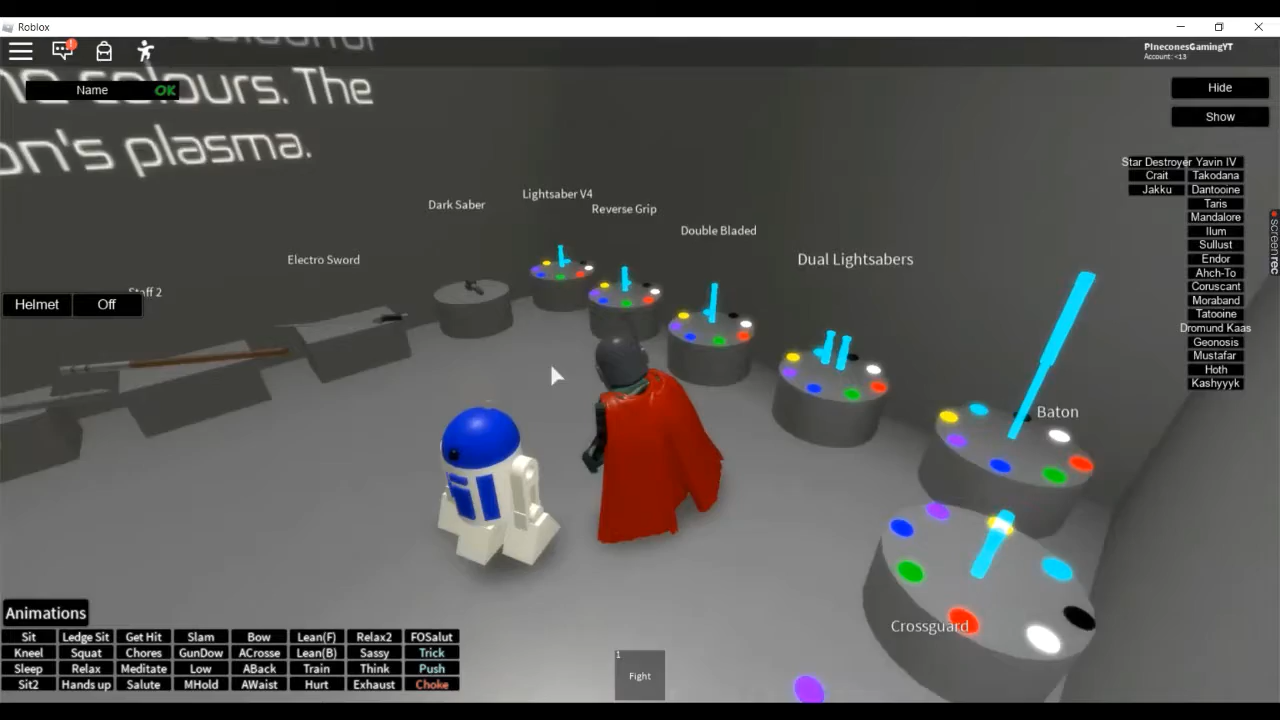 Roblox
PineconesGamingYT
Account: <13
Name OK
colours. The
on's plasma.
Hide
Show
Star Destroyer Yavin IV
Crait Takodana
Jakku Dantooine
Taris
Mandalore
Ilum
Sullust
Endor
Ahch-To
Coruscant
Moraband
Tatooine
Dromund Kaas
Geonosis
Mustafar
Hoth
Kashyyyk
screenrec
Lightsaber V4
Dark Saber
Reverse Grip
Double Bladed
Electro Sword
Dual Lightsabers
Staff 2
Helmet Off
Baton
Crossguard
Animations
Sit Ledge Sit Get Hit Slam Bow Lean(F) Relax2 FOSalut
Kneel Squat Chores GunDow ACrosse Lean(B) Sassy Trick
Sleep Relax Meditate Low ABack Train Think Push
Sit2 Hands up Salute MHold AWaist Hurt Exhaust Choke
1
Fight